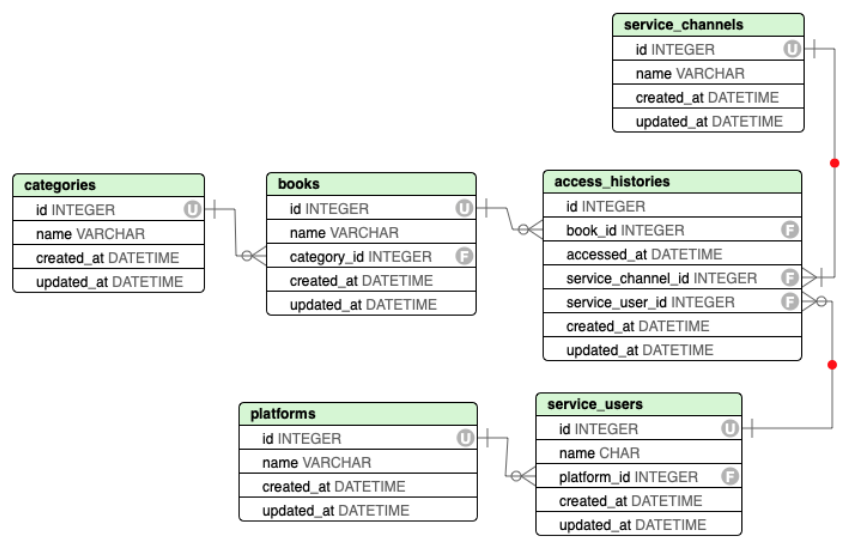 service_channels
id INTEGER U
name VARCHAR
created_at DATETIME
updated_at DATETIME
categories
id INTEGER U
name VARCHAR
created_at DATETIME
updated_at DATETIME
books
id INTEGER U
name VARCHAR
category_id INTEGER F
created_at DATETIME
updated_at DATETIME
access_histories
id INTEGER
book_id INTEGER F
accessed_at DATETIME
service_channel_id INTEGER F
service_user_id INTEGER F
created_at DATETIME
updated_at DATETIME
platforms
id INTEGER U
name VARCHAR
created_at DATETIME
updated_at DATETIME
service_users
id INTEGER U
name CHAR
platform_id INTEGER F
created_at DATETIME
updated_at DATETIME